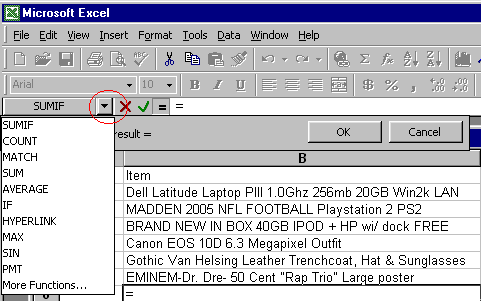 Microsoft Excel
File Edit View Insert Format Tools Data Window Help
Arial 10 B I U $ % ,
SUMIF = =
SUMIF
COUNT
MATCH
SUM
AVERAGE
IF
HYPERLINK
MAX
SIN
PMT
More Functions...
result =
OK Cancel
B
Item
Dell Latitude Laptop PIII 1.0Ghz 256mb 20GB Win2k LAN
MADDEN 2005 NFL FOOTBALL Playstation 2 PS2
BRAND NEW IN BOX 40GB IPOD + HP wi/ dock FREE
Canon EOS 10D 6.3 Megapixel Outfit
Gothic Van Helsing Leather Trenchcoat, Hat & Sunglasses
EMINEM-Dr. Dre- 50 Cent "Rap Trio" Large poster
=